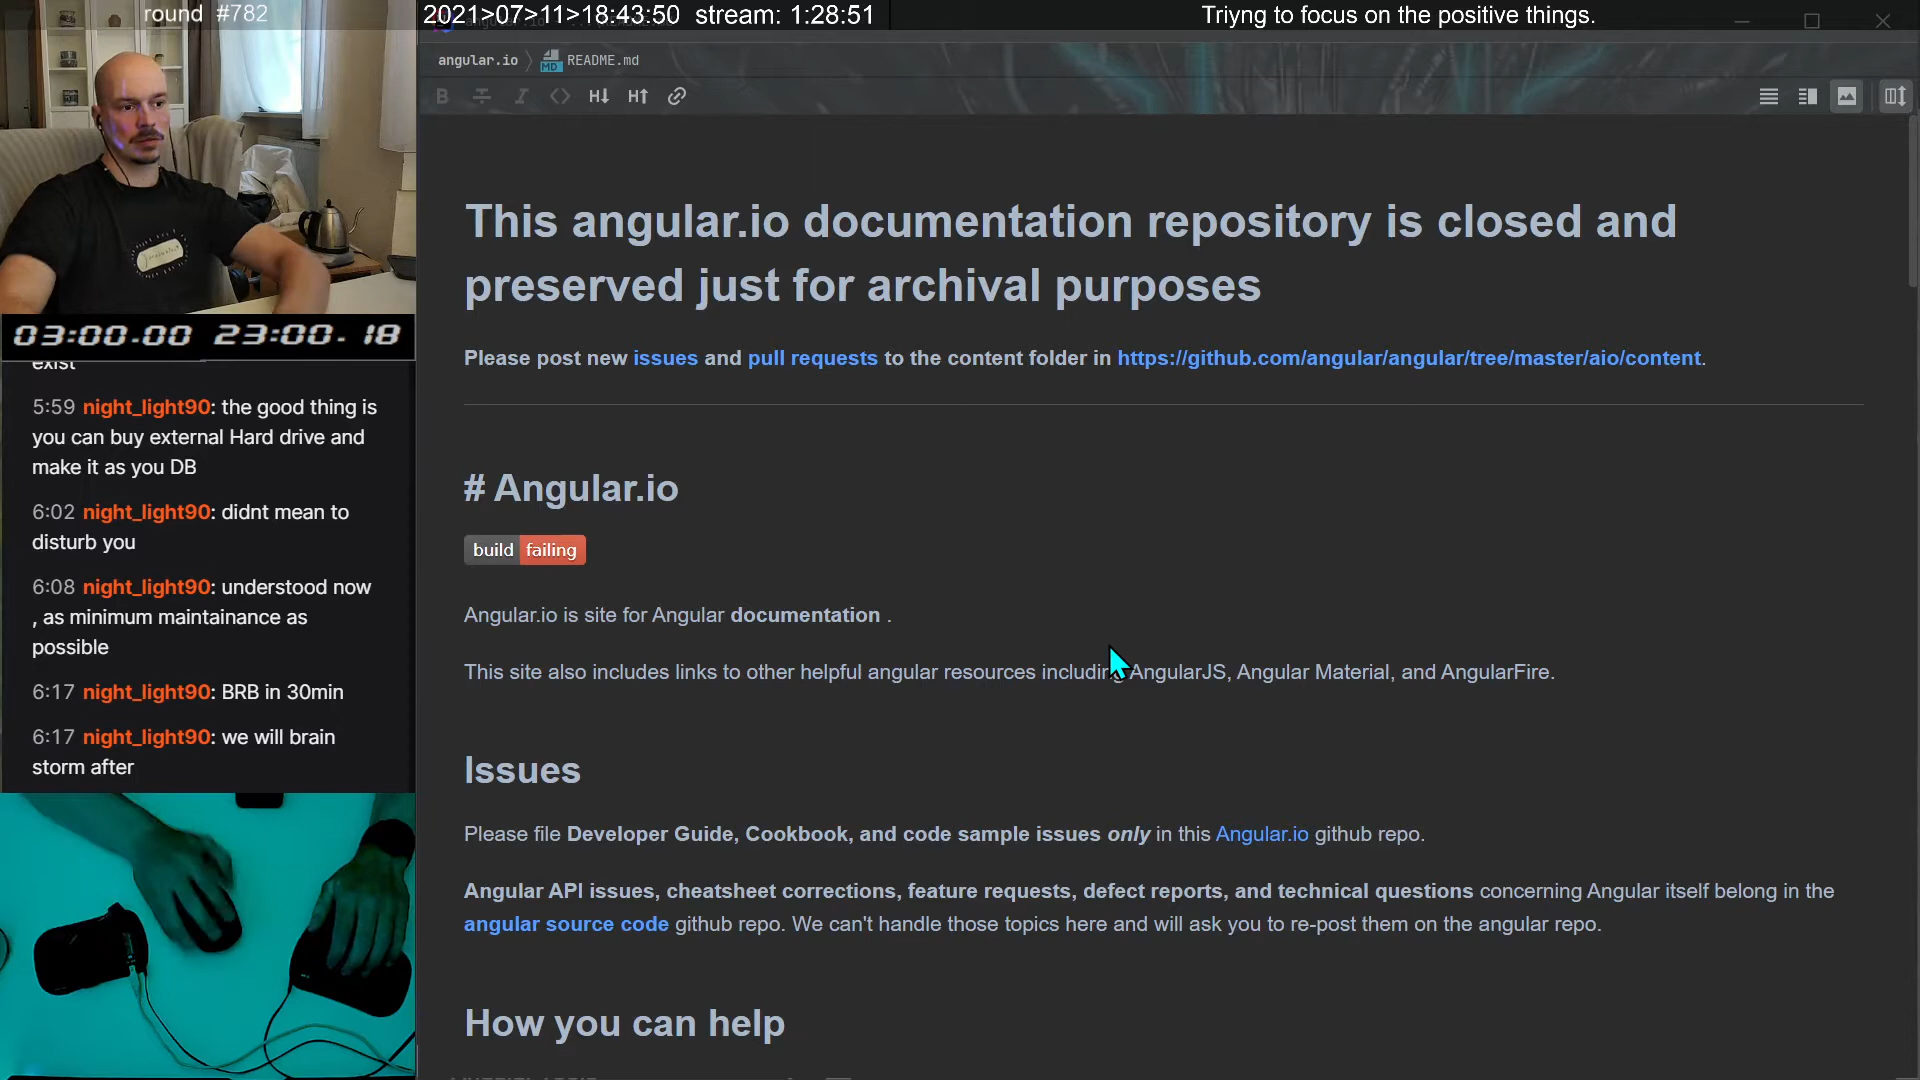 round #782
2021>07>11>18:43:50 stream: 1:28:51
Triyng to focus on the positive things.
angular.io
README.md
This angular.io documentation repository is closed and
preserved just for archival purposes
Please post new issues and pull requests to the content folder in https://github.com/angular/angular/tree/master/aio/content.
# Angular.io
build failing
Angular.io is site for Angular documentation .
This site also includes links to other helpful angular resources including AngularJS, Angular Material, and AngularFire.
Issues
Please file Developer Guide, Cookbook, and code sample issues only in this Angular.io github repo.
Angular API issues, cheatsheet corrections, feature requests, defect reports, and technical questions concerning Angular itself belong in the
angular source code github repo. We can't handle those topics here and will ask you to re-post them on the angular repo.
How you can help
03:00.00 23:00.18
exist
5:59 night_light90: the good thing is
you can buy external Hard drive and
make it as you DB
6:02 night_light90: didnt mean to
disturb you
6:08 night_light90: understood now
, as minimum maintainance as
possible
6:17 night_light90: BRB in 30min
6:17 night_light90: we will brain
storm after